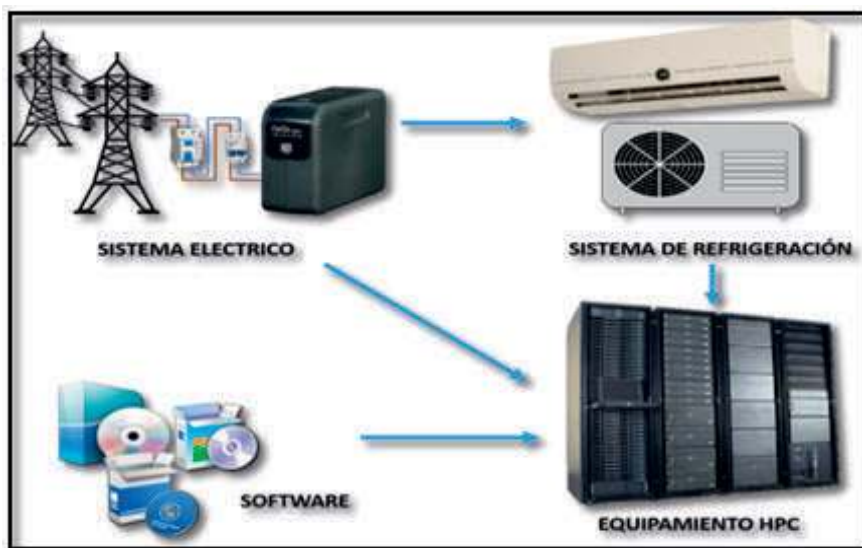 SISTEMA ELECTRICO
SISTEMA DE REFRIGERACIÓN
SOFTWARE
EQUIPAMIENTO HPC